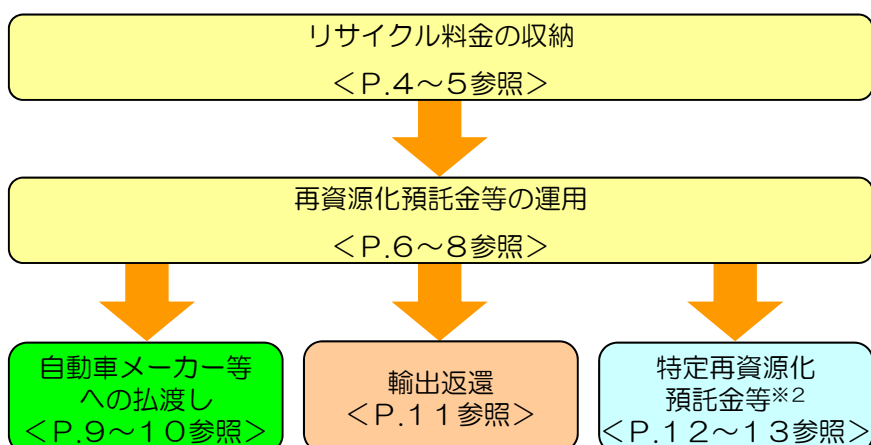 リサイクル料金の収納
＜Ｐ.４～５参照＞
再資源化預託金等の運用
＜Ｐ.６～８参照＞
自動車メーカー等
への払渡し
＜Ｐ.９～１０参照＞
輸出返還
＜Ｐ.１１参照＞
特定再資源化
預託金等※2
＜Ｐ.１２～１３参照＞